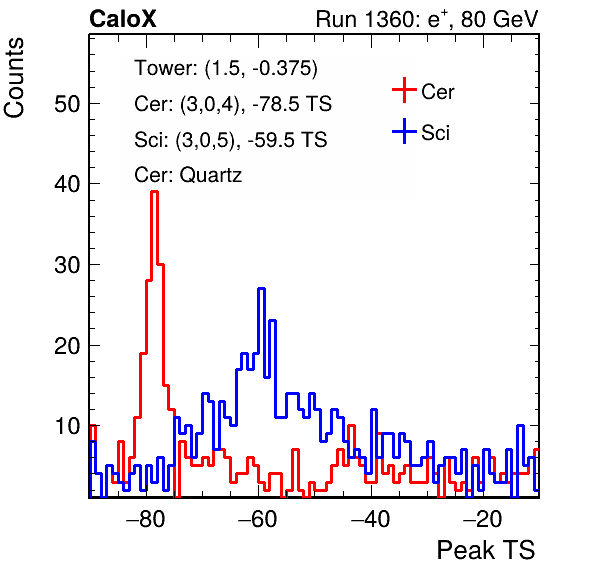 CaloX Run 1360: e⁺, 80 GeV
Counts
Tower: (1.5, -0.375)
Cer: (3,0,4), -78.5 TS
Sci: (3,0,5), -59.5 TS
Cer: Quartz
Cer
Sci
50
40
30
20
10
−80 −60 −40 −20
Peak TS